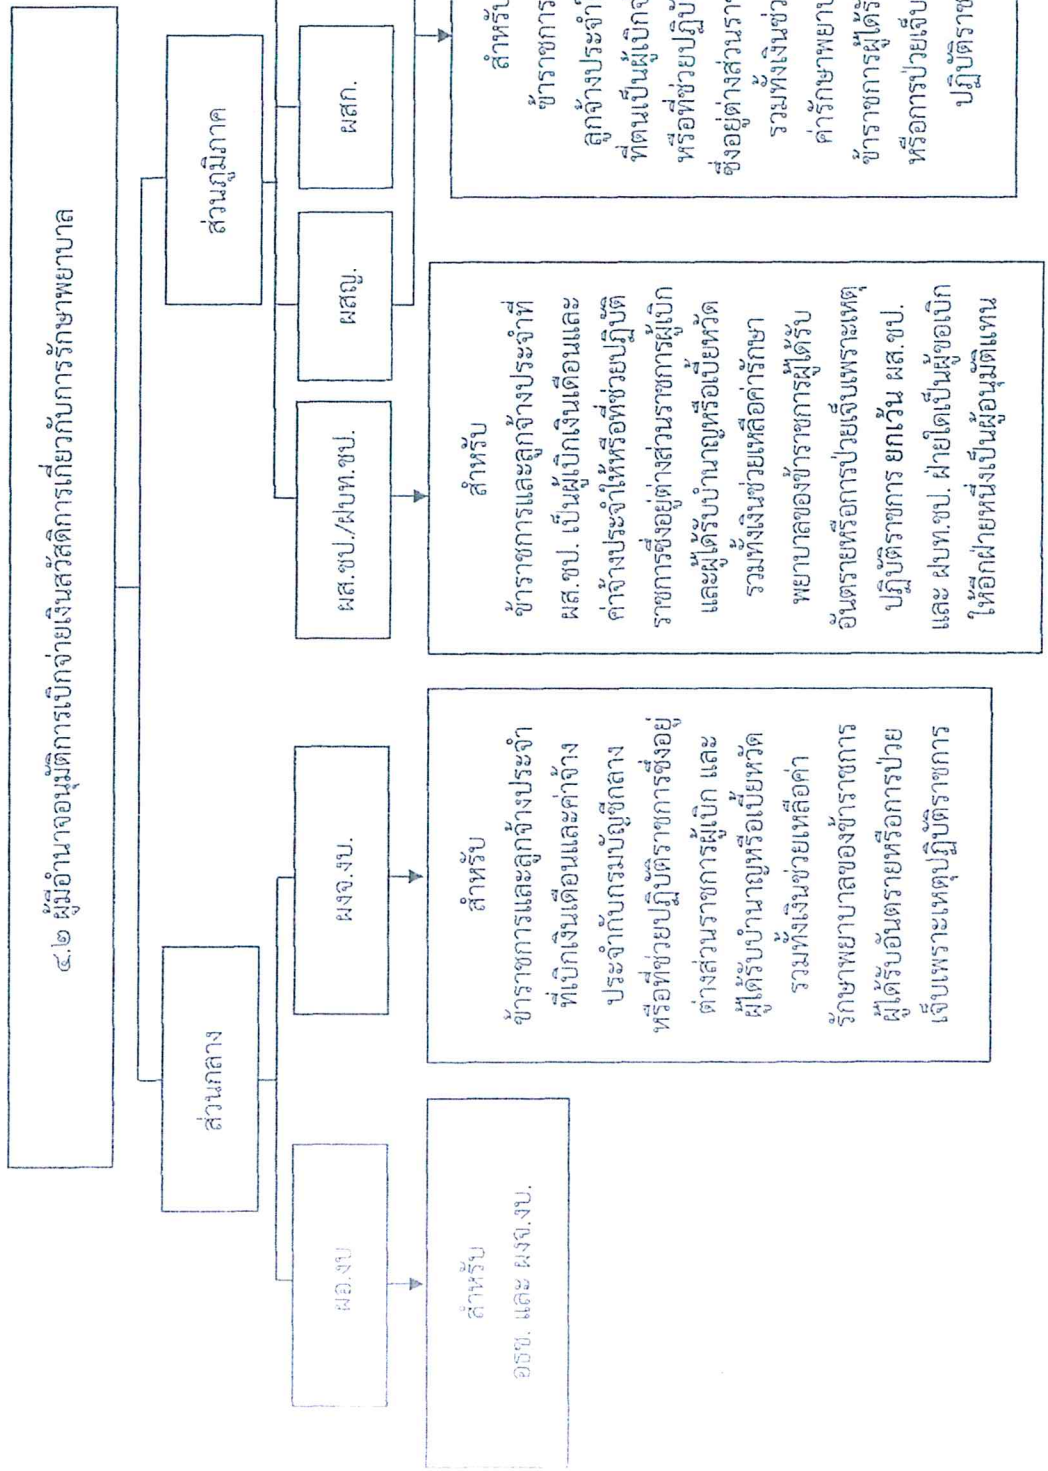 ๔.๒ ผู้มีอำนาจอนุมัติการเบิกจ่ายเงินสวัสดิการเกี่ยวกับการรักษาพยาบาล
ส่วนกลาง
ส่วนภูมิภาค
ผอ.งบ
ผงจ.งบ.
ผส.ชป./ฝบท.ชป.
ผสญ.
ผสก.
สำหรับ
อธช. และ ผงจ.งบ.
สำหรับ
ข้าราชการและลูกจ้างประจำ
ที่เบิกเงินเดือนและค่าจ้าง
ประจำกับกรมบัญชีกลาง
หรือที่ช่วยปฏิบัติราชการซึ่งอยู่
ต่างส่วนราชการผู้เบิก และ
ผู้ได้รับบำนาญหรือเบี้ยหวัด
รวมทั้งเงินช่วยเหลือค่า
รักษาพยาบาลของข้าราชการ
ผู้ได้รับอันตรายหรือการป่วย
เจ็บเพราะเหตุปฏิบัติราชการ
สำหรับ
ข้าราชการและลูกจ้างประจำที่
ผส.ชป. เป็นผู้เบิกเงินเดือนและ
ค่าจ้างประจำให้หรือที่ช่วยปฏิบัติ
ราชการซึ่งอยู่ต่างส่วนราชการผู้เบิก
และผู้ได้รับบำนาญหรือเบี้ยหวัด
รวมทั้งเงินช่วยเหลือค่ารักษา
พยาบาลของข้าราชการผู้ได้รับ
อันตรายหรือการป่วยเจ็บเพราะเหตุ
ปฏิบัติราชการ ยกเว้น ผส.ชป.
และ ฝบท.ชป. ฝ่ายใดเป็นผู้ขอเบิก
ให้อีกฝ่ายหนึ่งเป็นผู้อนุมัติแทน
สำหรับ
ข้าราชการ
ลูกจ้างประจำ
ที่ตนเป็นผู้เบิก
หรือที่ช่วยปฏิบั
ซึ่งอยู่ต่างส่วนรา
รวมทั้งเงินช่ว
ค่ารักษาพยาบ
ข้าราชการผู้ได้รั
หรือการป่วยเจ็บ
ปฏิบัติราช